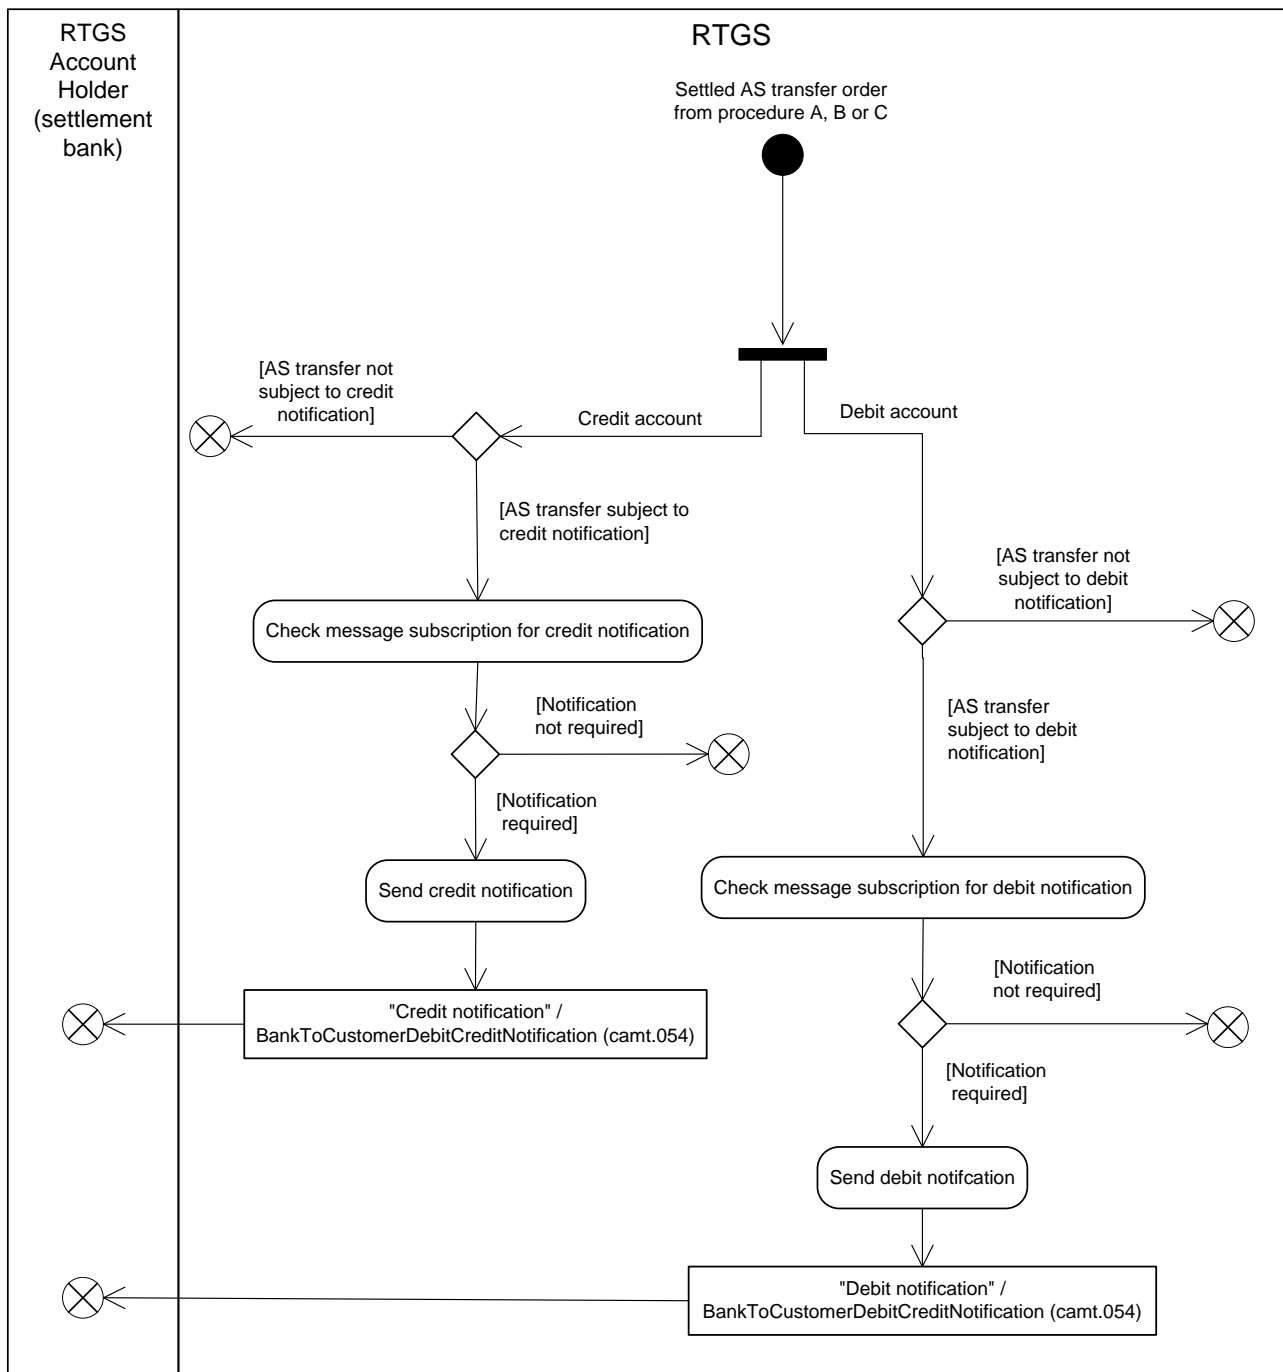 RTGS
Account
Holder
(settlement
bank)
RTGS
Settled AS transfer order
from procedure A, B or C
[AS transfer not
subject to credit
notification]
Credit account
Debit account
[AS transfer subject to
credit notification]
[AS transfer not
subject to debit
notification]
Check message subscription for credit notification
[Notification
not required]
[AS transfer
subject to debit
notification]
[Notification
required]
Send credit notification
Check message subscription for debit notification
[Notification
not required]
"Credit notification" /
BankToCustomerDebitCreditNotification (camt.054)
[Notification
required]
Send debit notifcation
"Debit notification" /
BankToCustomerDebitCreditNotification (camt.054)